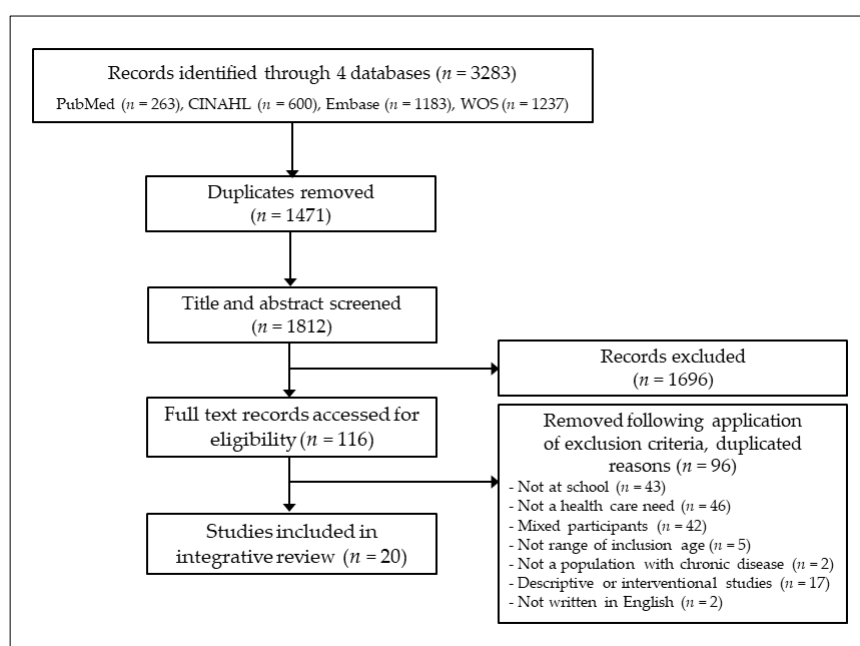 Records identified through 4 databases (n = 3283)
PubMed (n = 263), CINAHL (n = 600), Embase (n = 1183), WOS (n = 1237)
Duplicates removed
(n = 1471)
Title and abstract screened
(n = 1812)
Records excluded
(n = 1696)
Full text records accessed for
eligibility (n = 116)
Removed following application
of exclusion criteria, duplicated
reasons (n = 96)
- Not at school (n = 43)
- Not a health care need (n = 46)
- Mixed participants (n = 42)
- Not range of inclusion age (n = 5)
- Not a population with chronic disease (n = 2)
- Descriptive or interventional studies (n = 17)
- Not written in English (n = 2)
Studies included in
integrative review (n = 20)